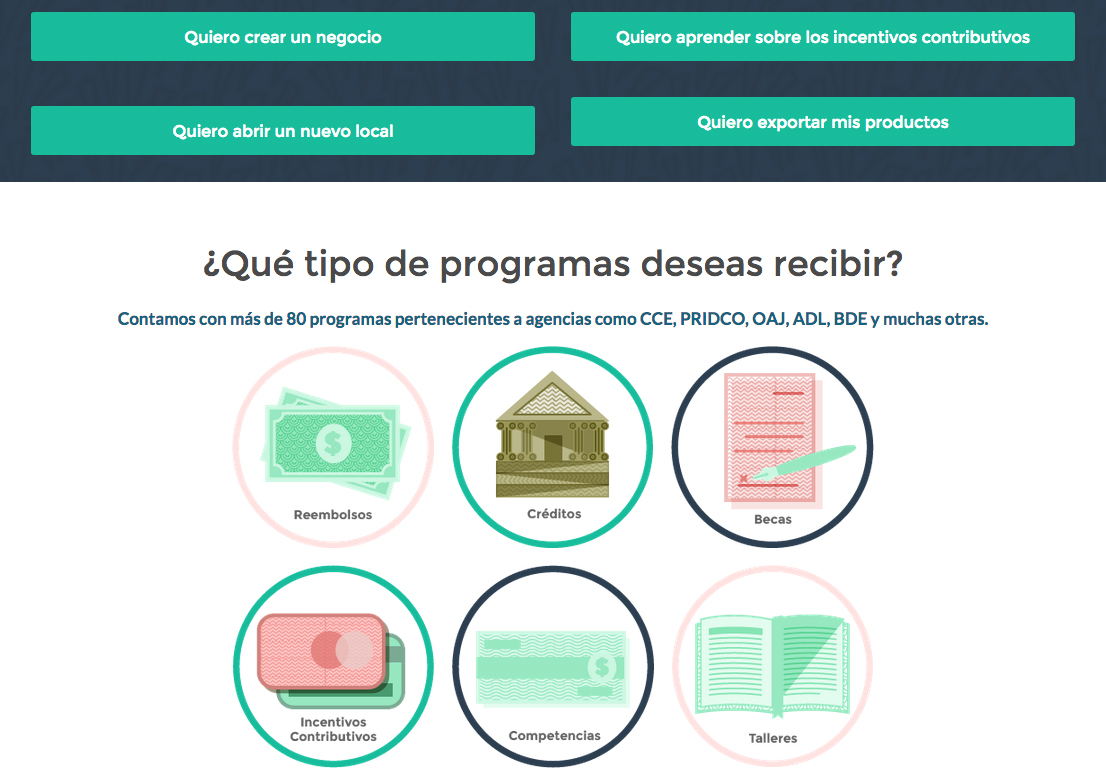 Quiero crear un negocio
Quiero aprender sobre los incentivos contributivos
Quiero abrir un nuevo local
Quiero exportar mis productos
¿Qué tipo de programas deseas recibir?
Contamos con más de 80 programas pertenecientes a agencias como CCE, PRIDCO, OAJ, ADL, BDE y muchas otras.
$
Reembolsos
Créditos
x
Becas
Incentivos
Contributivos
$
Competencias
Talleres